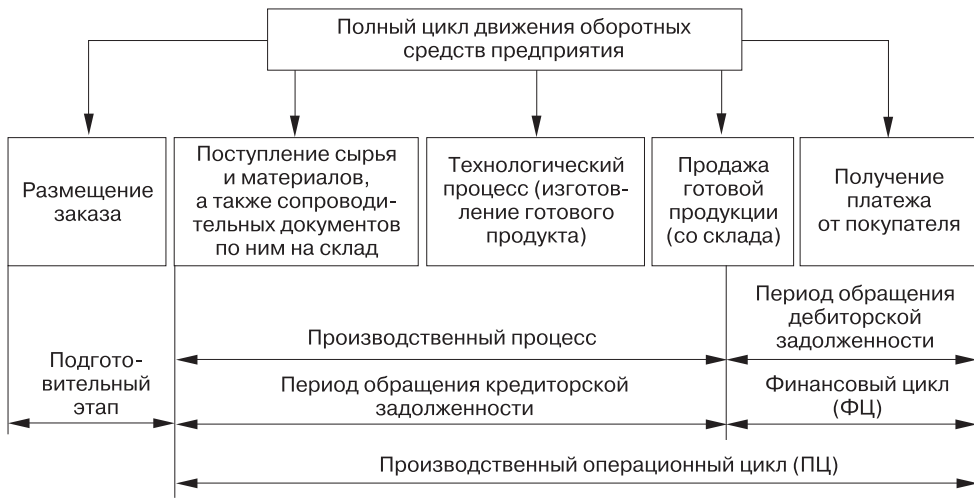 Полный цикл движения оборотных
средств предприятия
Размещение
заказа
Поступление сырья
и материалов,
а также сопроводи-
тельных документов
по ним на склад
Технологический
процесс (изготов-
ление готового
продукта)
Продажа
готовой
продукции
(со склада)
Получение
платежа
от покупателя
Подгото-
вительный
этап
Производственный процесс
Период обращения
дебиторской
задолженности
Период обращения кредиторской
задолженности
Финансовый цикл
(ФЦ)
Производственный операционный цикл (ПЦ)